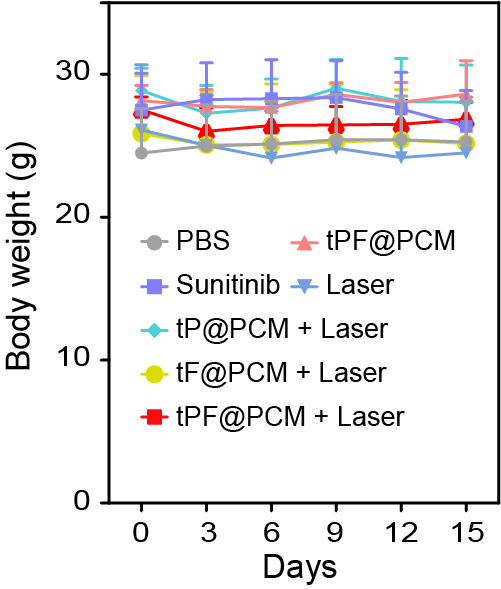 30
20
10
0
Body weight (g)
PBS
tPF@PCM
Sunitinib
Laser
tP@PCM + Laser
tF@PCM + Laser
tPF@PCM + Laser
0 3 6 9 12 15
Days